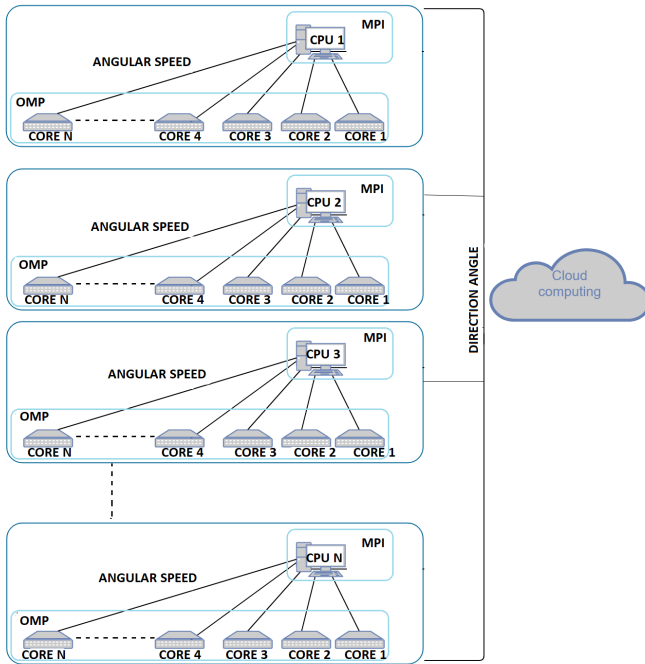 MPI
CPU 1
ANGULAR SPEED
OMP
CORE N
CORE 4
CORE 3
CORE 2
CORE 1
MPI
CPU 2
ANGULAR SPEED
OMP
CORE N
CORE 4
CORE 3
CORE 2
CORE 1
MPI
CPU 3
ANGULAR SPEED
OMP
CORE N
CORE 4
CORE 3
CORE 2
CORE 1
MPI
CPU N
ANGULAR SPEED
OMP
CORE N
CORE 4
CORE 3
CORE 2
CORE 1
DIRECTION ANGLE
Cloud
computing